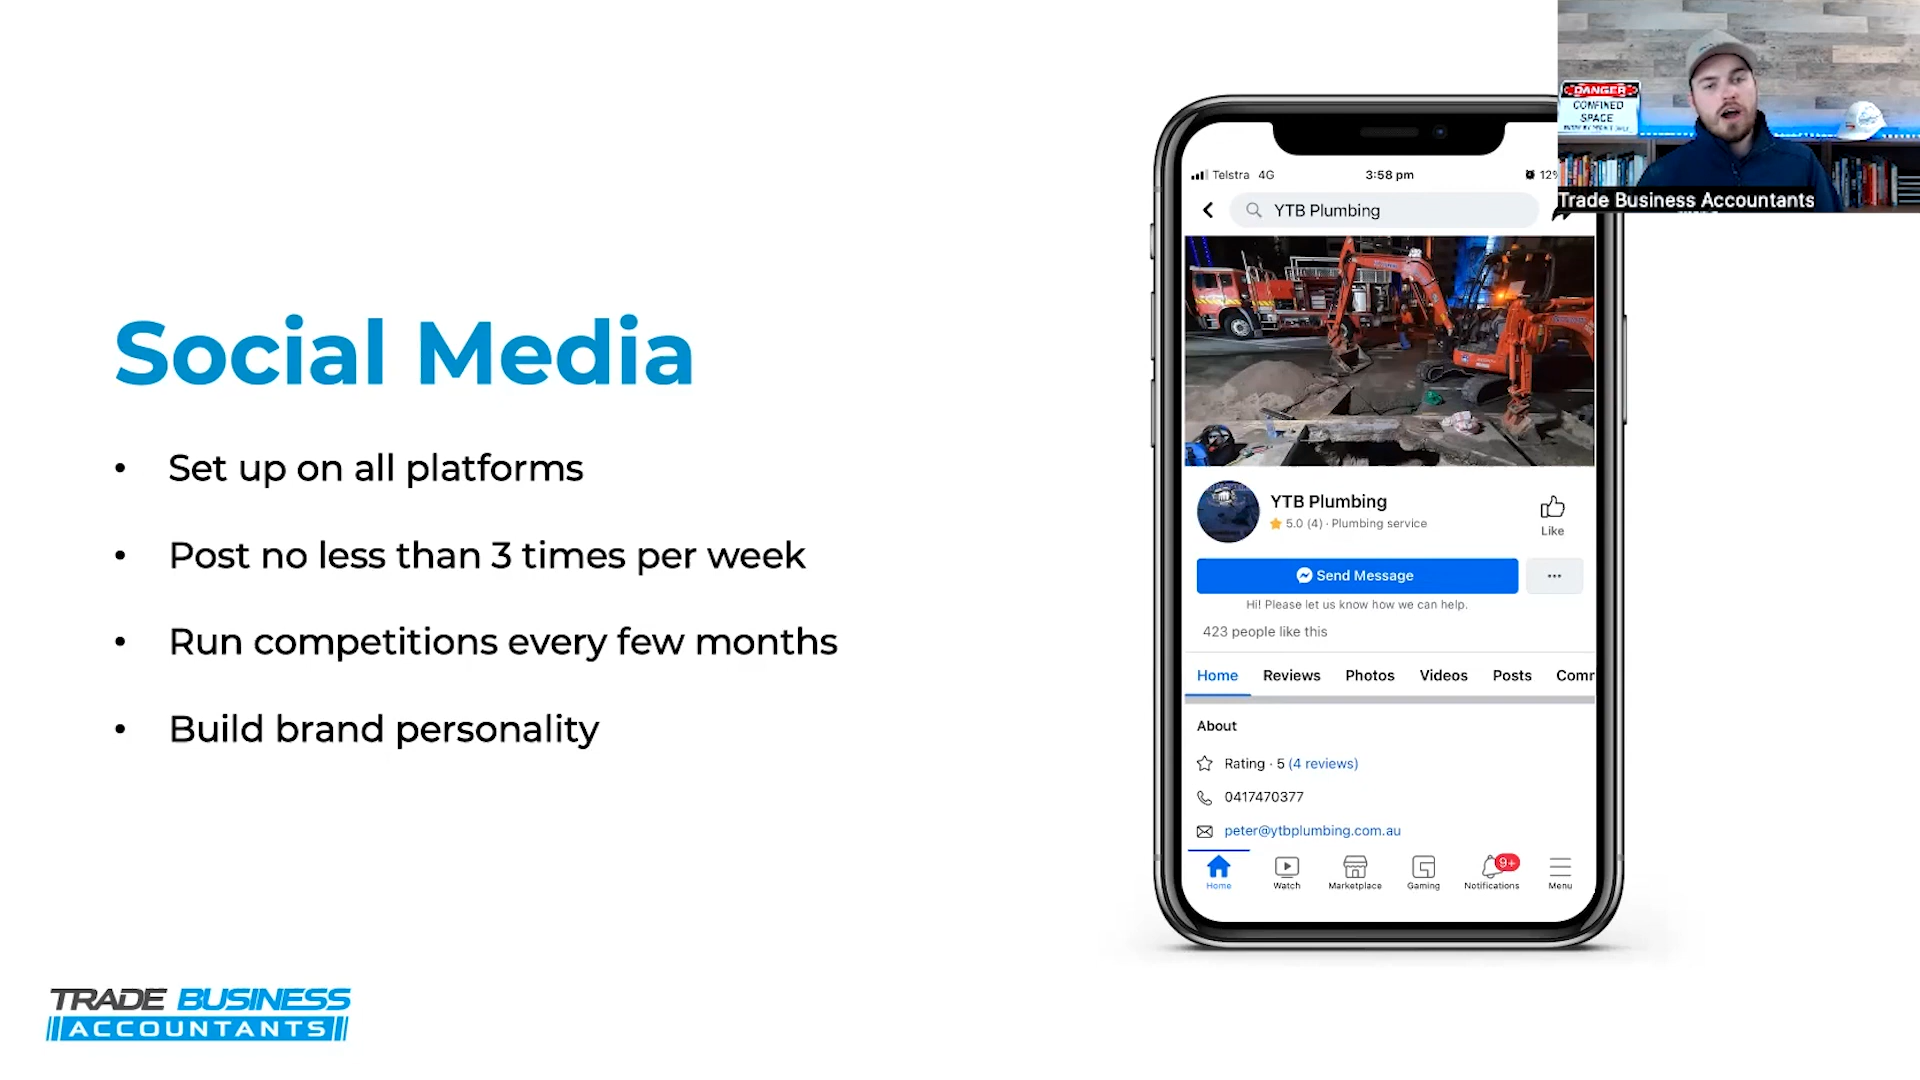 Social Media
• Set up on all platforms
• Post no less than 3 times per week
• Run competitions every few months
• Build brand personality
TRADE BUSINESS
ACCOUNTANTS
Telstra 4G
3:58 pm
12%
YTB Plumbing
YTB Plumbing
5.0 (4) · Plumbing service
Like
Send Message
Hi! Please let us know how we can help.
423 people like this
Home Reviews Photos Videos Posts Comm
About
Rating · 5 (4 reviews)
0417470377
peter@ytbplumbing.com.au
9+
Home Watch Marketplace Gaming Notifications Menu
DANGER
CONFINED
SPACE
Trade Business Accountants